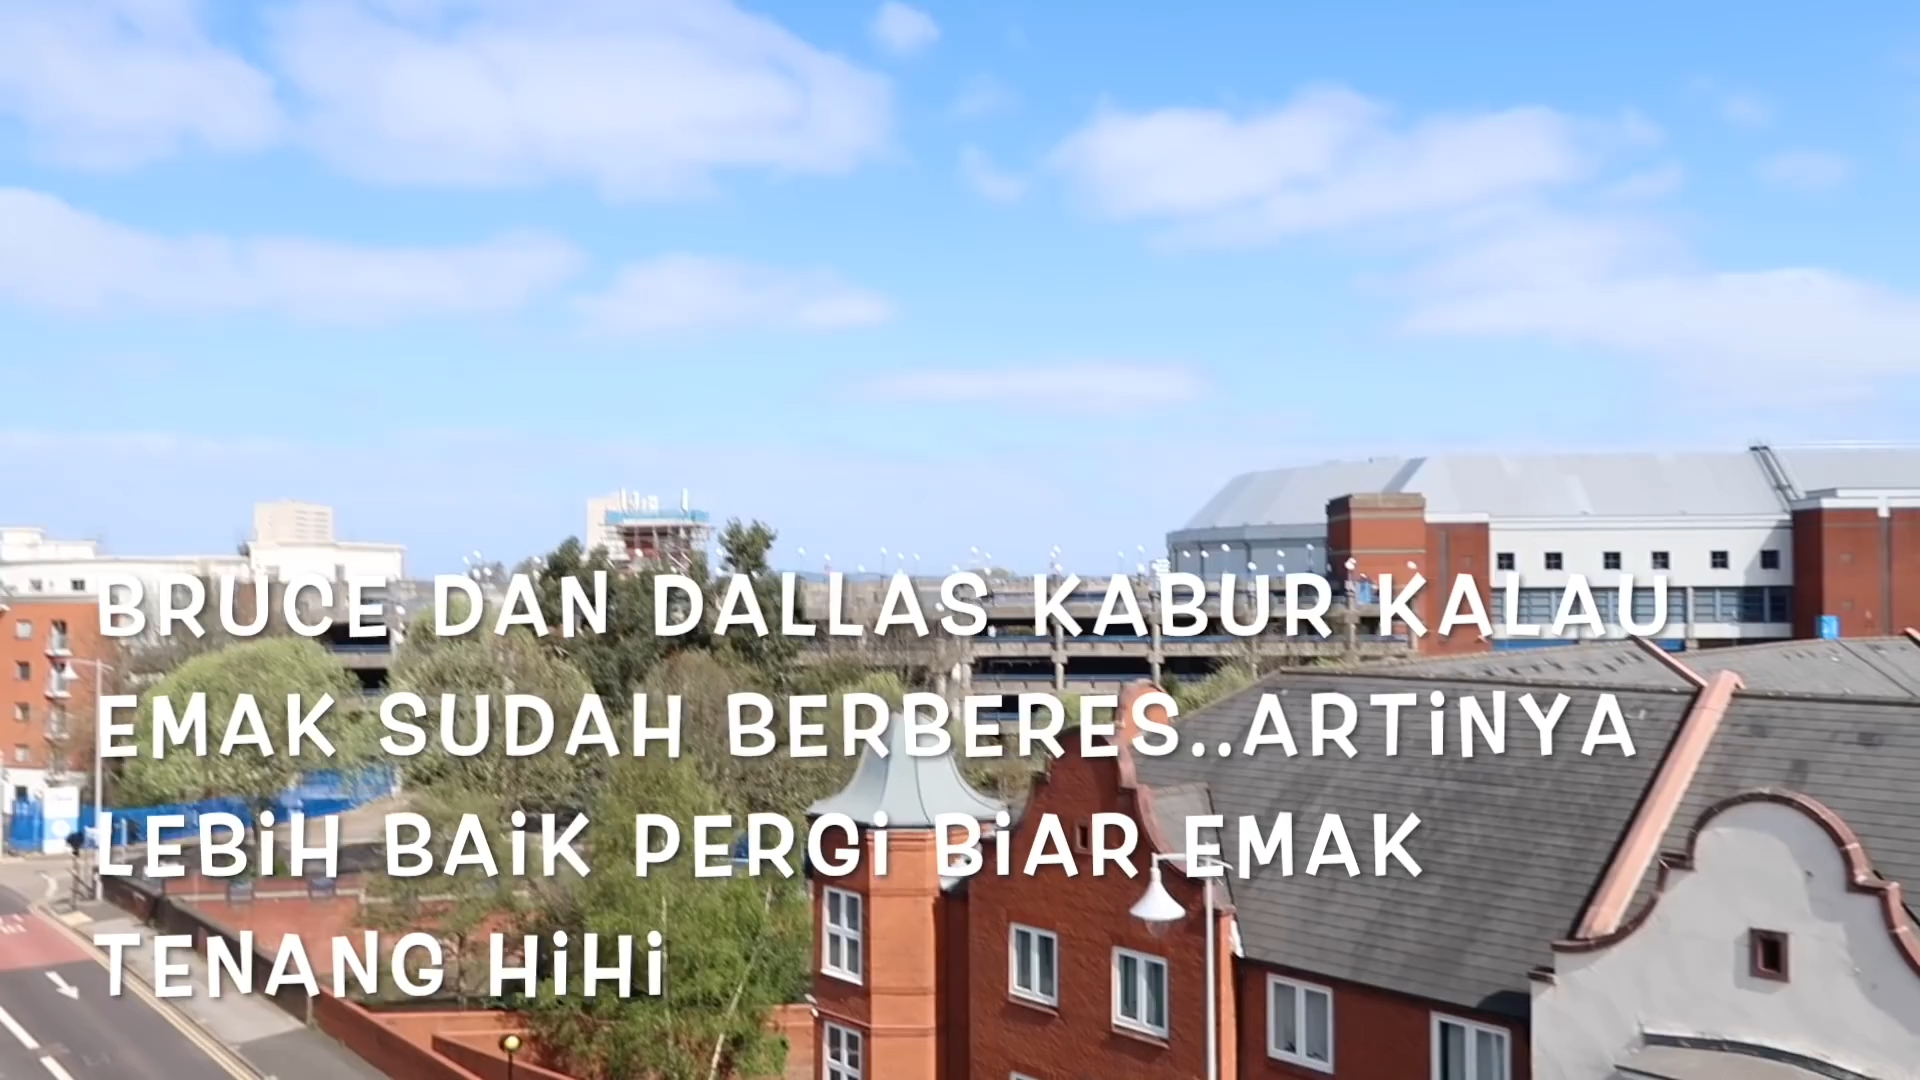 BRUCE DAN DALLAS KABUR KALAU
EMAK SUDAH BERBERES..ARTiNYA
LEBiH BAiK PERGi BiAR EMAK
TENANG HiHi